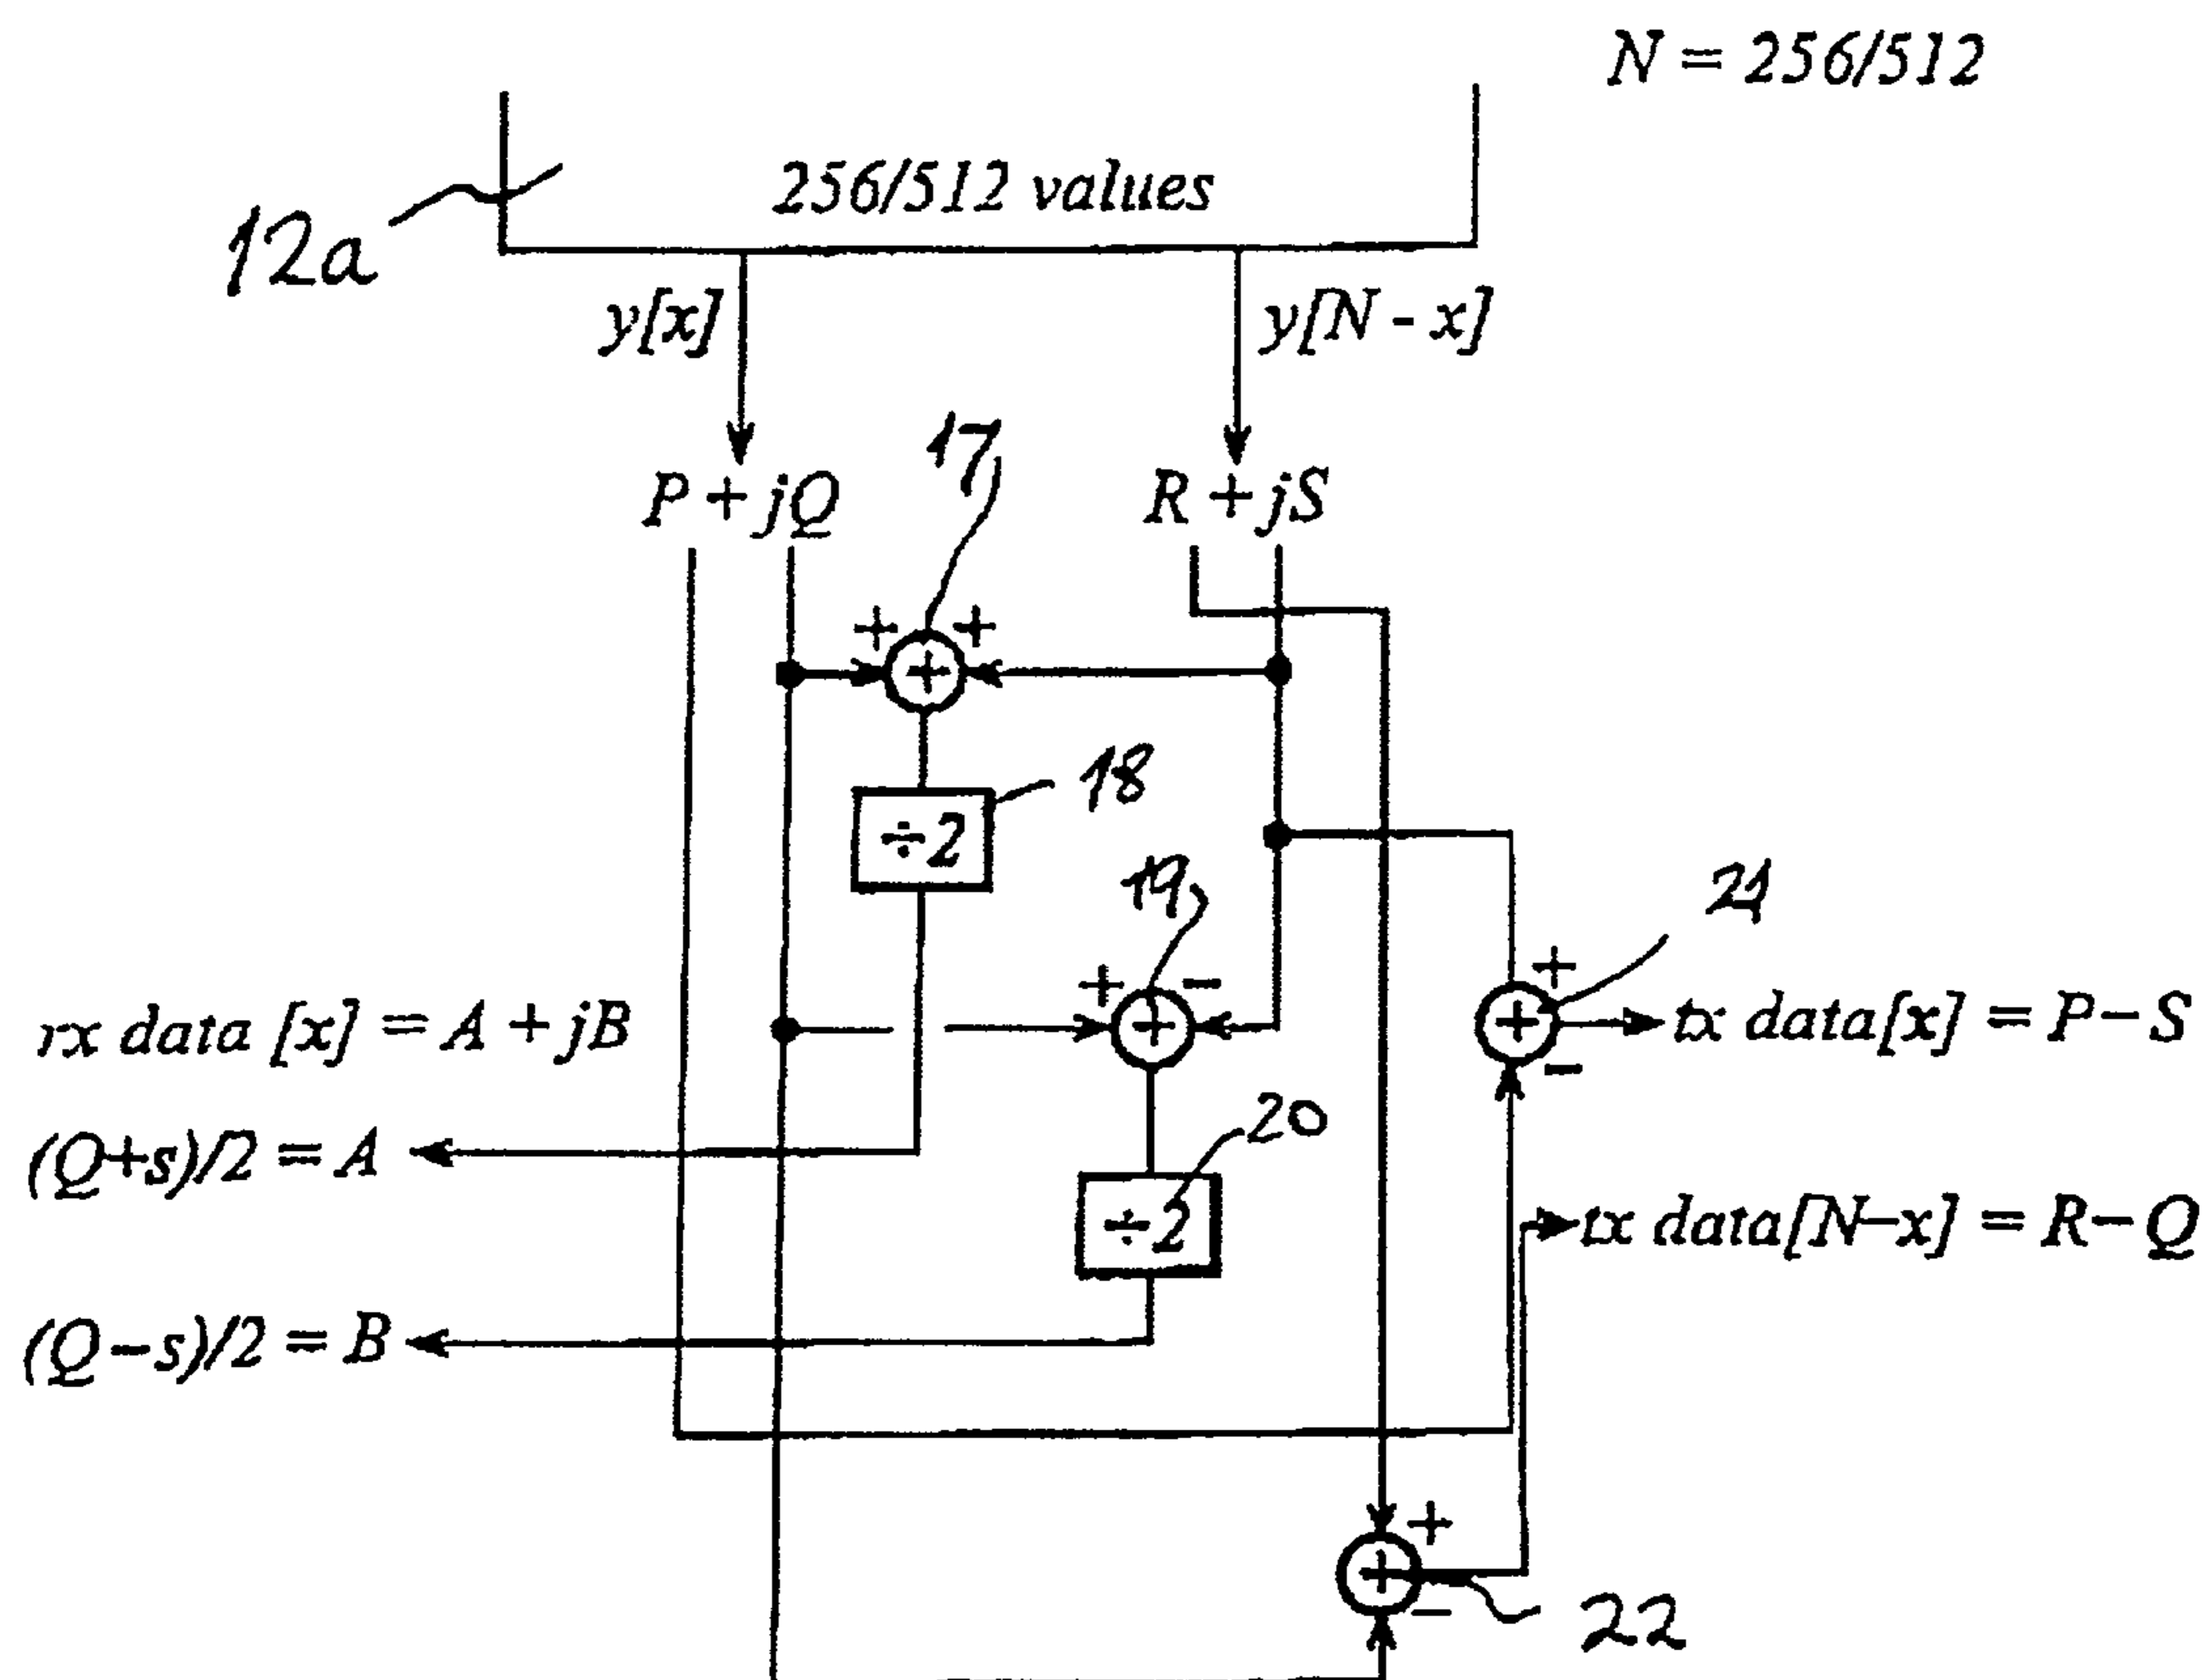 N = 256/512
256/512 values
12a
y[x]
y[N - x]
17
P + jQ
R + jS
+ +
+
18
÷2
19
21
+ −
+
+
+
−
rx data [x] = A + jB
tx data[x] = P−S
20
(Q+s)/2 = A
÷2
tx data[N−x] = R−Q
(Q−s)/2 = B
+
+
−
22